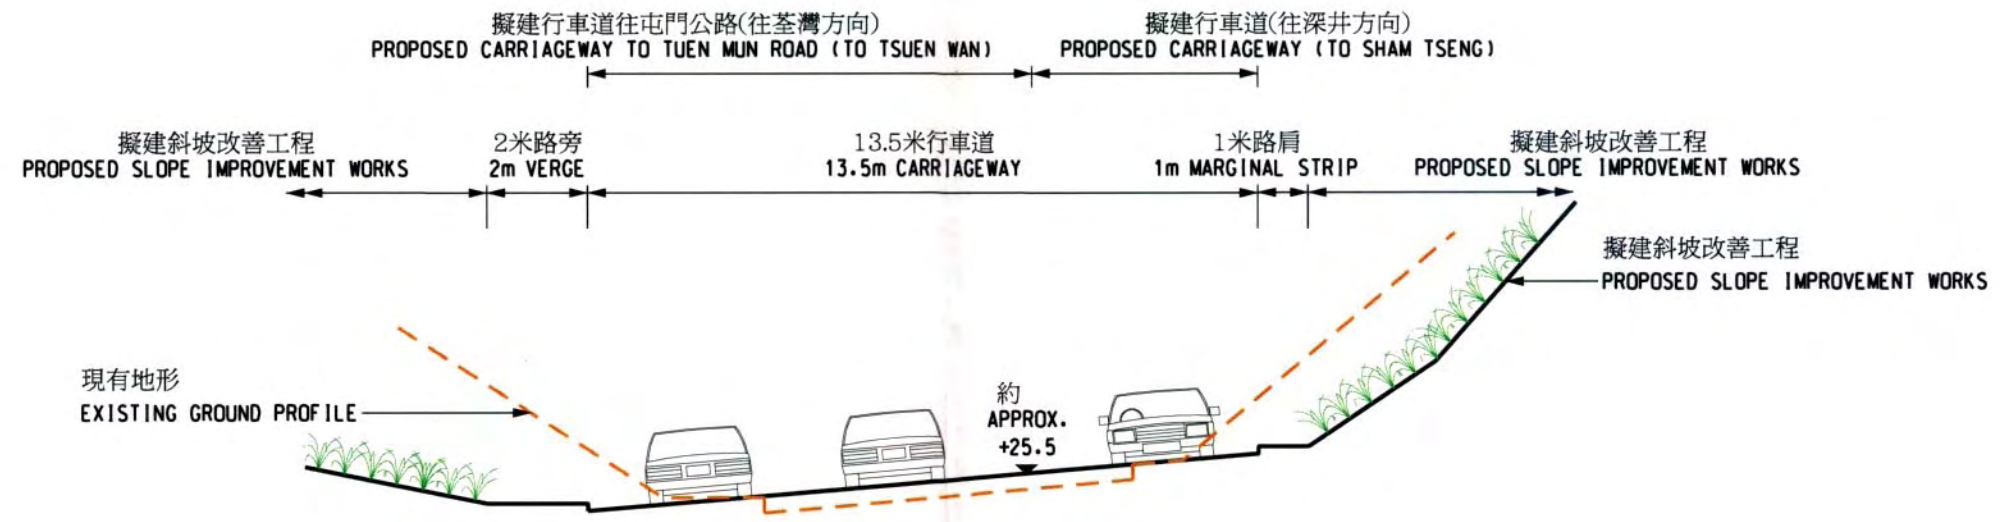 擬建行車道往屯門公路(往荃灣方向)
PROPOSED CARRIAGEWAY TO TUEN MUN ROAD (TO TSUEN WAN)
擬建行車道(往深井方向)
PROPOSED CARRIAGEWAY (TO SHAM TSENG)
擬建斜坡改善工程
PROPOSED SLOPE IMPROVEMENT WORKS
2米路旁
2m VERGE
13.5米行車道
13.5m CARRIAGEWAY
1米路肩
1m MARGINAL STRIP
擬建斜坡改善工程
PROPOSED SLOPE IMPROVEMENT WORKS
擬建斜坡改善工程
PROPOSED SLOPE IMPROVEMENT WORKS
現有地形
EXISTING GROUND PROFILE
約
APPROX.
+25.5